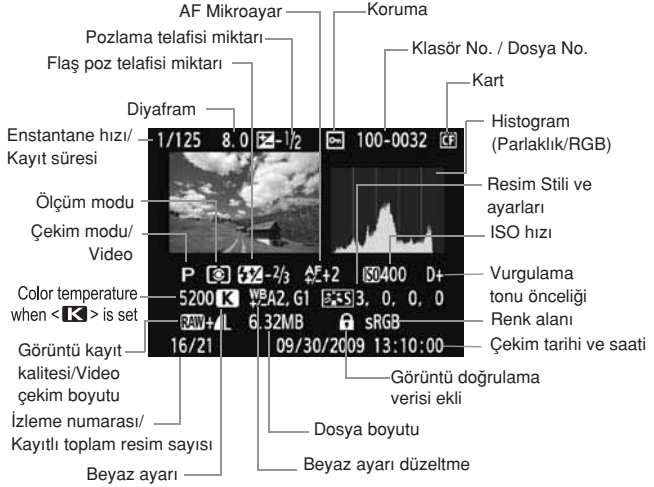 AF Mikroayar
Koruma
Pozlama telafisi miktarı
Klasör No. / Dosya No.
Flaş poz telafisi miktarı
Kart
Diyafram
Histogram
(Parlaklık/RGB)
Enstantane hızı/
Kayıt süresi
1/125 8.0 -1/2 100-0032 CF
Ölçüm modu
Resim Stili ve
ayarları
Çekim modu/
Video
ISO hızı
P -2/3 AF+2 ISO400 D+
Vurgulama
tonu önceliği
Color temperature
when <K> is set
5200 K WB A2, G1 S 3, 0, 0, 0
Renk alanı
RAW+L 6.32MB sRGB
Çekim tarihi ve saati
16/21 09/30/2009 13:10:00
Görüntü kayıt
kalitesi/Video
çekim boyutu
Görüntü doğrulama
verisi ekli
İzleme numarası/
Kayıtlı toplam resim sayısı
Dosya boyutu
Beyaz ayarı
Beyaz ayarı düzeltme